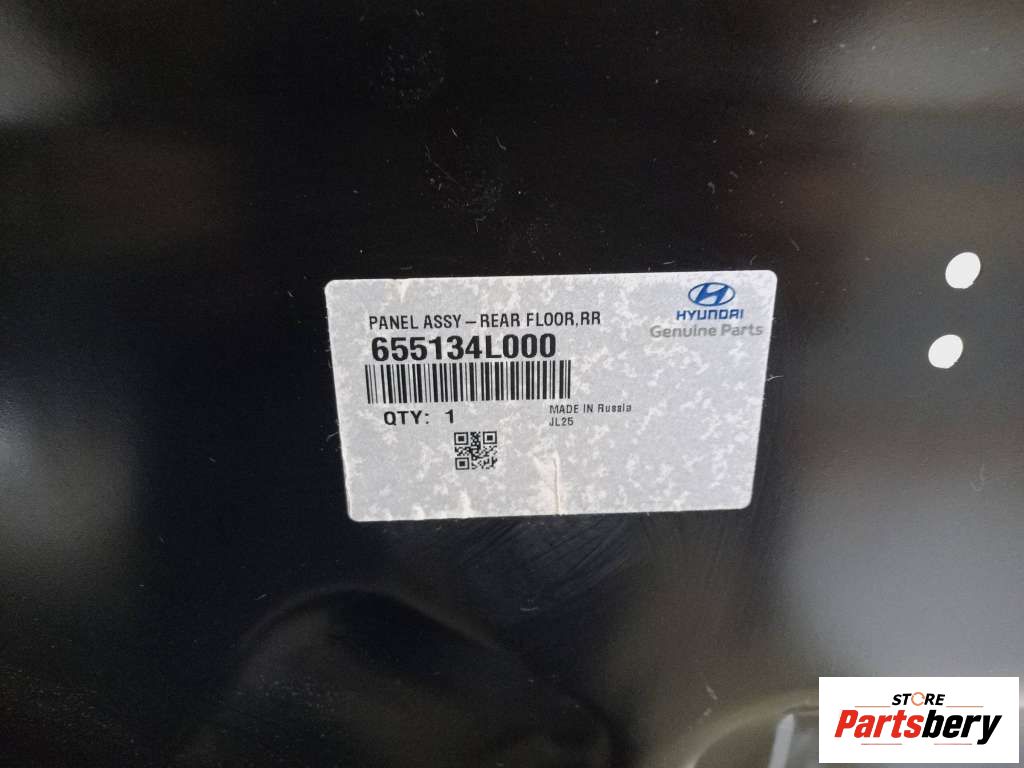 PANEL ASSY-REAR FLOOR,RR
655134L000
QTY: 1
MADE IN Russia
JL25
HYUNDAI
Genuine Parts
STORE
Partsbery